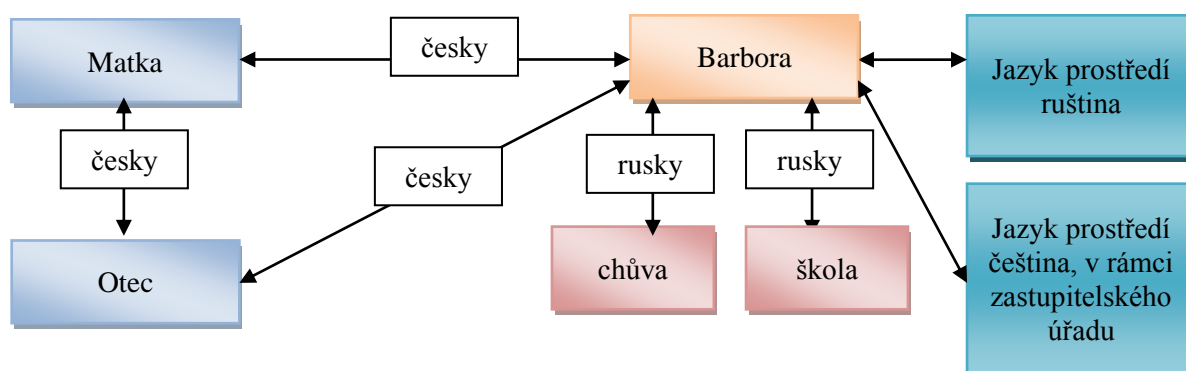 Matka
česky
Barbora
Jazyk prostředí
ruština
česky
česky
rusky
rusky
Otec
chůva
škola
Jazyk prostředí
čeština, v rámci
zastupitelského
úřadu